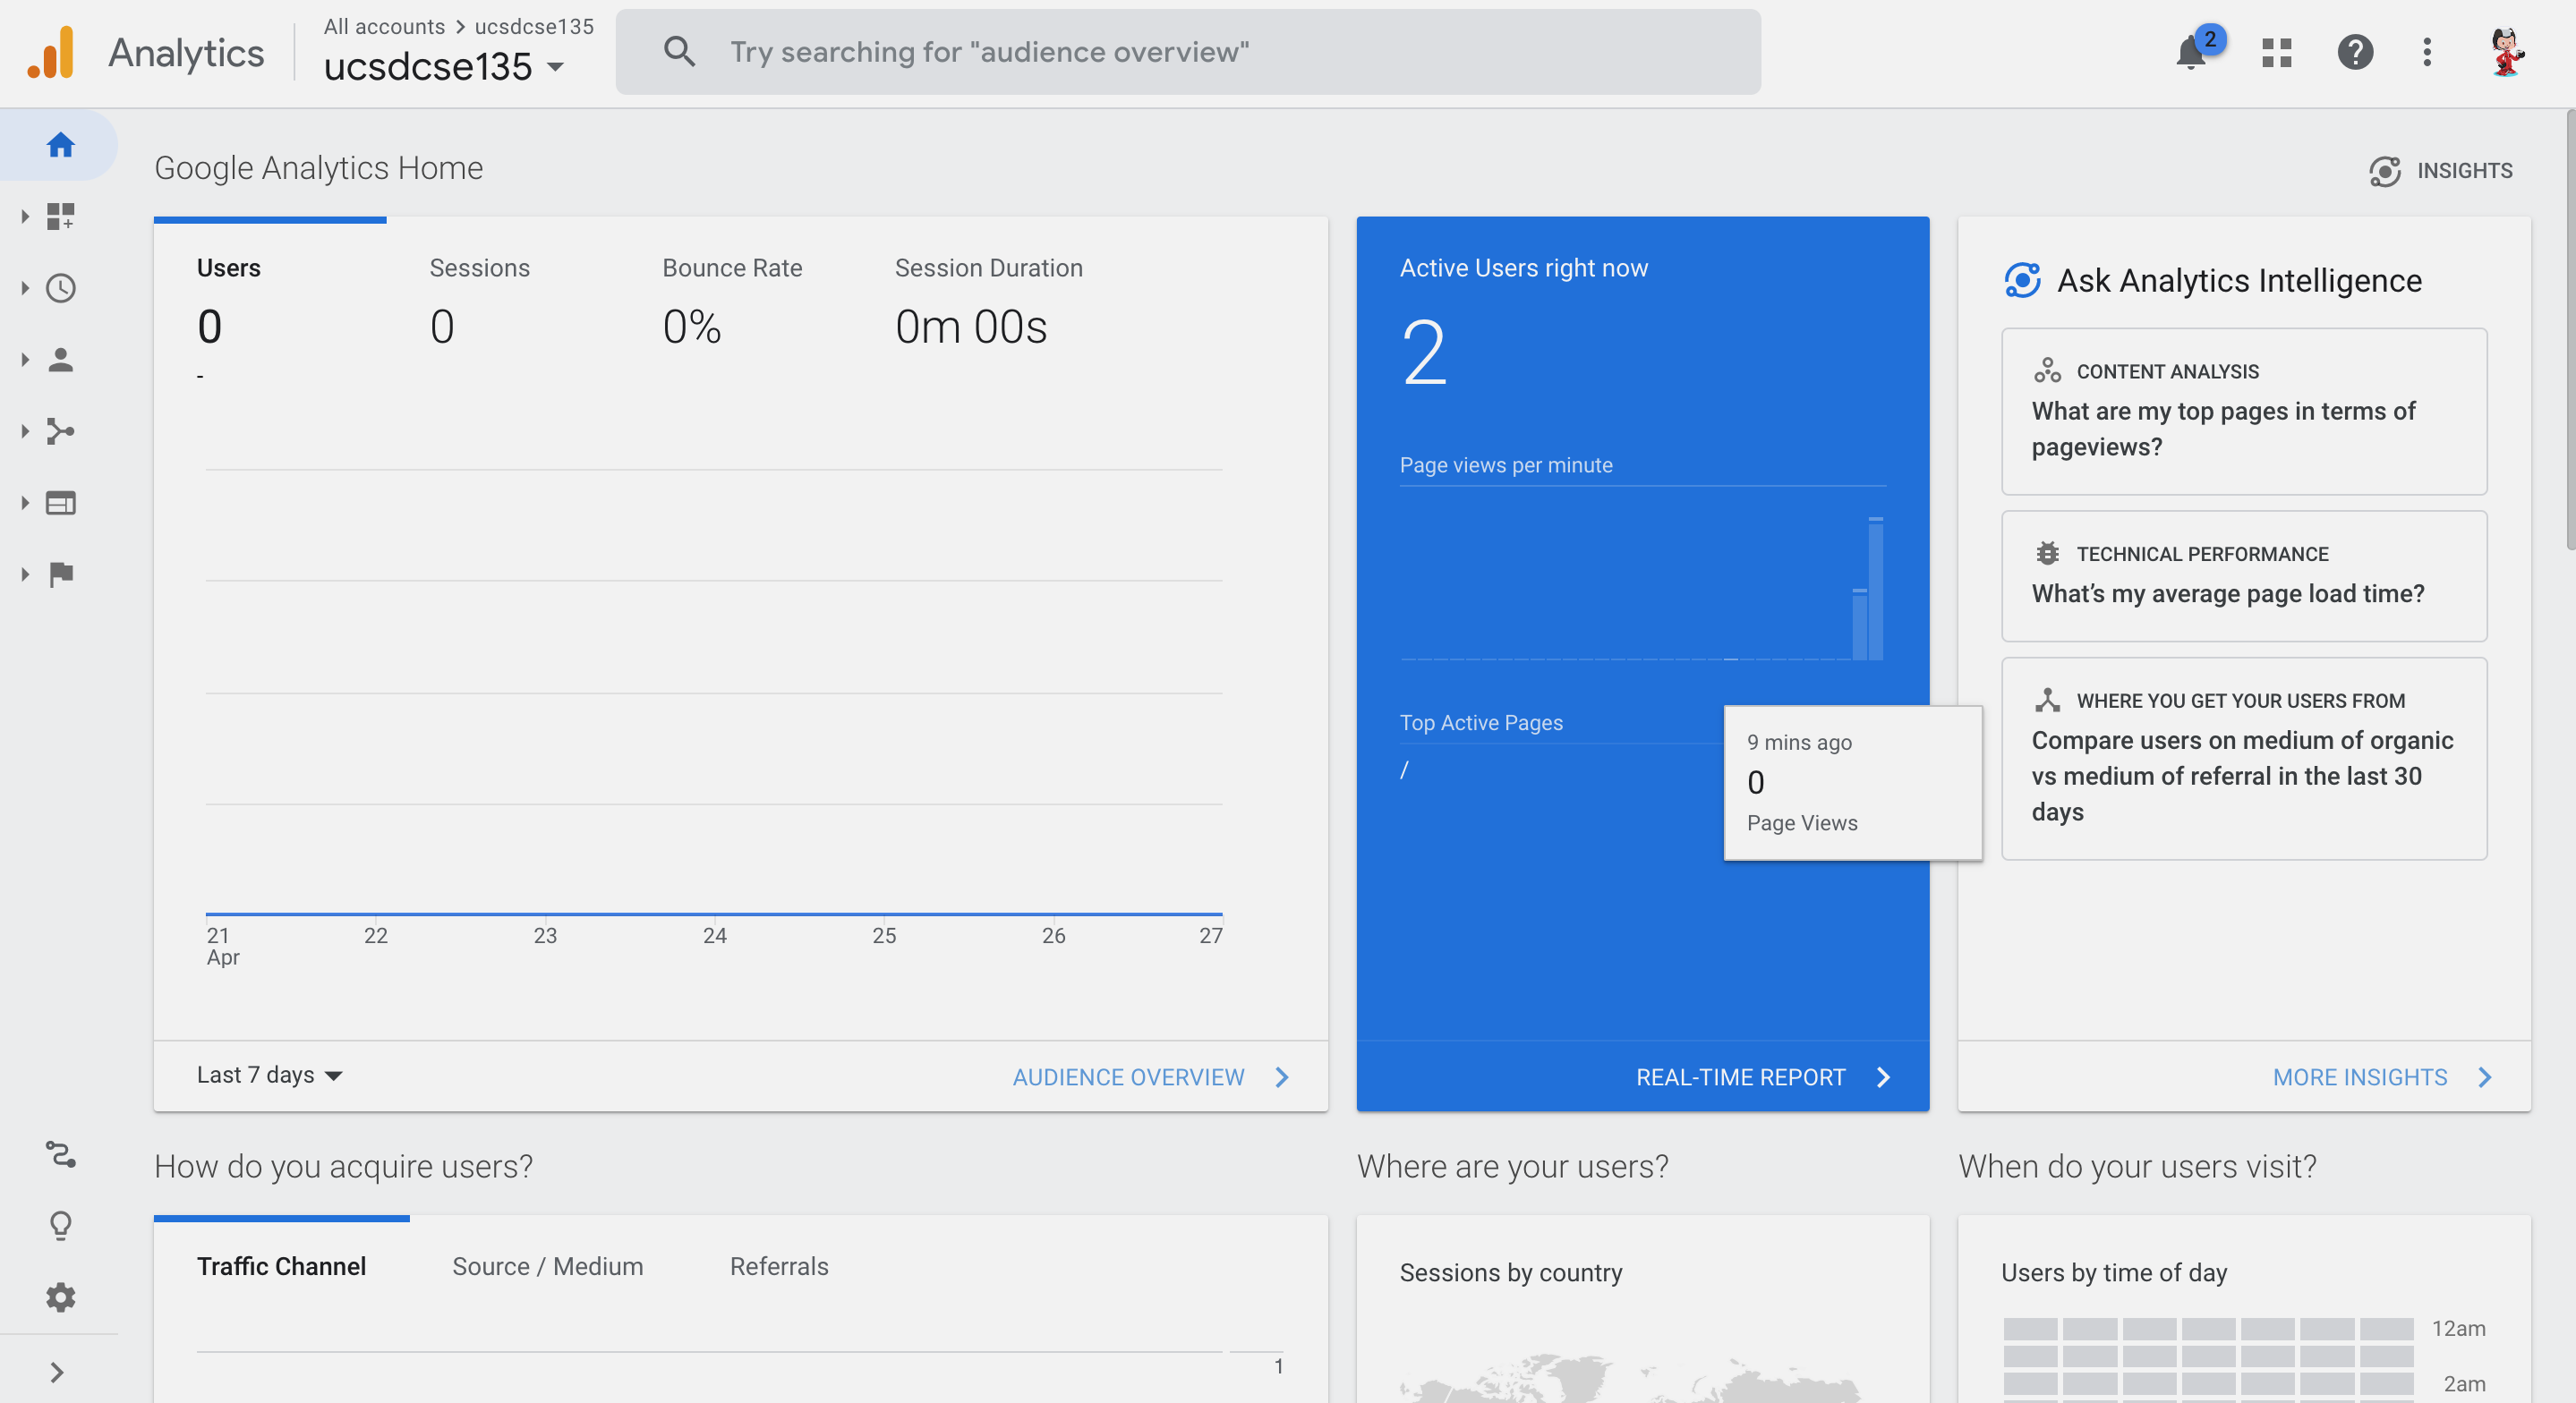 Analytics
All accounts > ucsdcse135
ucsdcse135
Try searching for "audience overview"
2
Google Analytics Home
INSIGHTS
Users
0
-
Sessions
0
Bounce Rate
0%
Session Duration
0m 00s
21
Apr
22
23
24
25
26
27
Last 7 days
AUDIENCE OVERVIEW
Active Users right now
2
Page views per minute
Top Active Pages
/
9 mins ago
0
Page Views
REAL-TIME REPORT
Ask Analytics Intelligence
CONTENT ANALYSIS
What are my top pages in terms of
pageviews?
TECHNICAL PERFORMANCE
What’s my average page load time?
WHERE YOU GET YOUR USERS FROM
Compare users on medium of organic
vs medium of referral in the last 30
days
MORE INSIGHTS
How do you acquire users?
Traffic Channel
Source / Medium
Referrals
1
Where are your users?
Sessions by country
When do your users visit?
Users by time of day
12am
2am